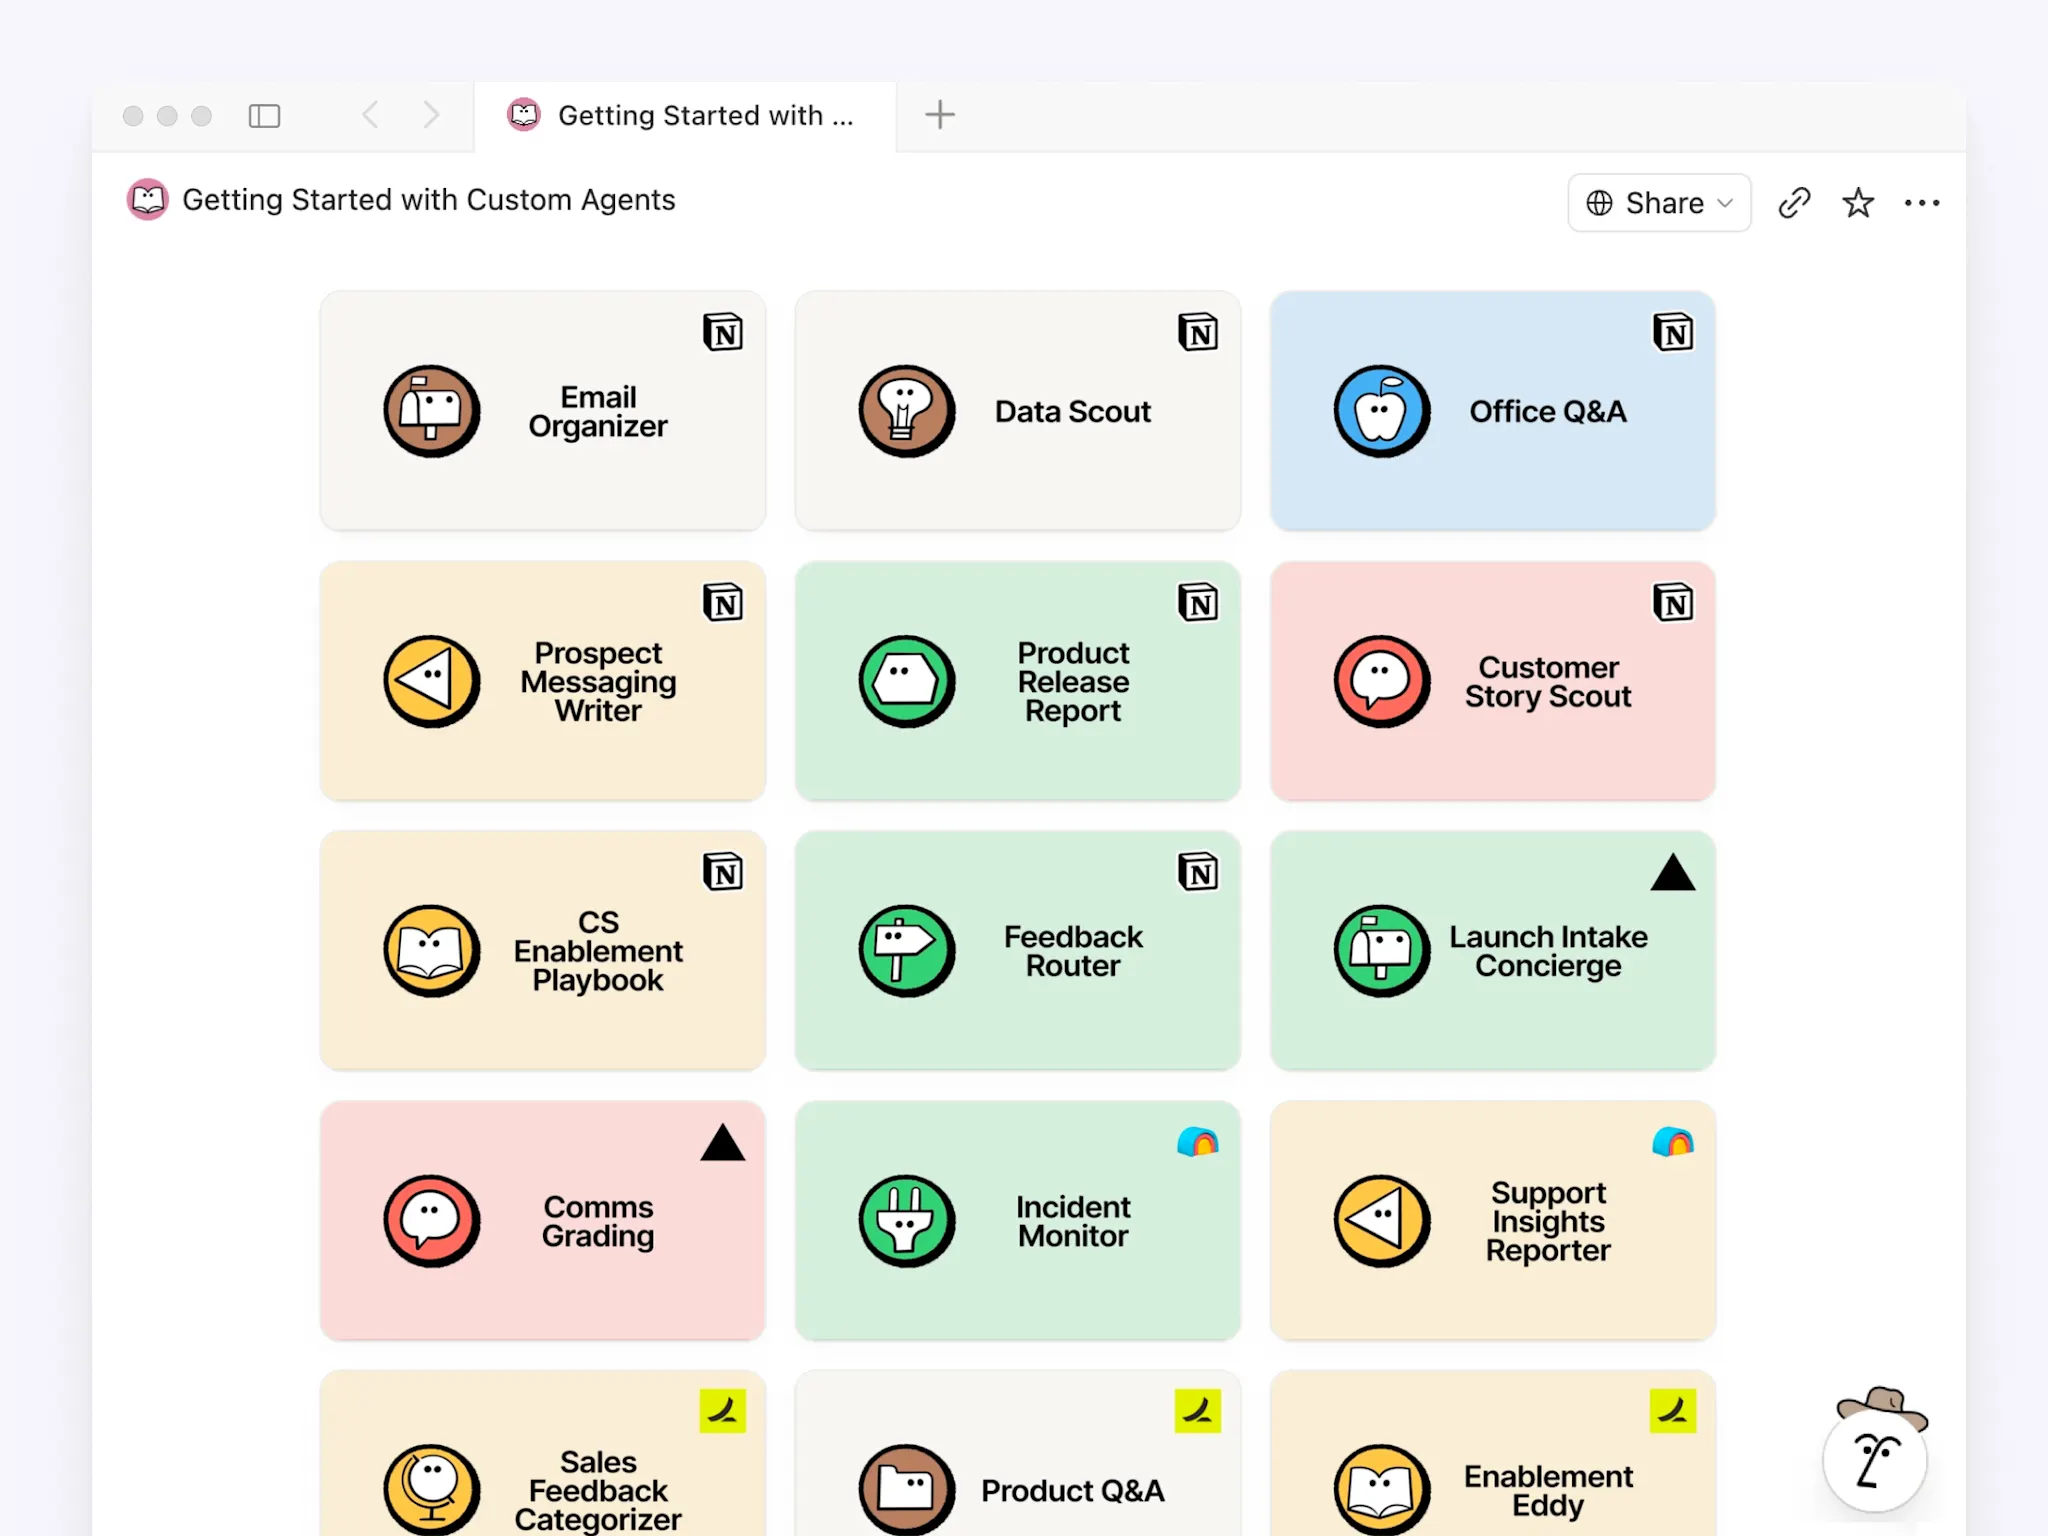 Getting Started with ...
Getting Started with Custom Agents
Share
N
Email
Organizer
N
Data Scout
N
Office Q&A
N
Prospect
Messaging
Writer
N
Product
Release
Report
N
Customer
Story Scout
N
CS
Enablement
Playbook
N
Feedback
Router
Launch Intake
Concierge
Comms
Grading
Incident
Monitor
Support
Insights
Reporter
Sales
Feedback
Categorizer
Product Q&A
Enablement
Eddy